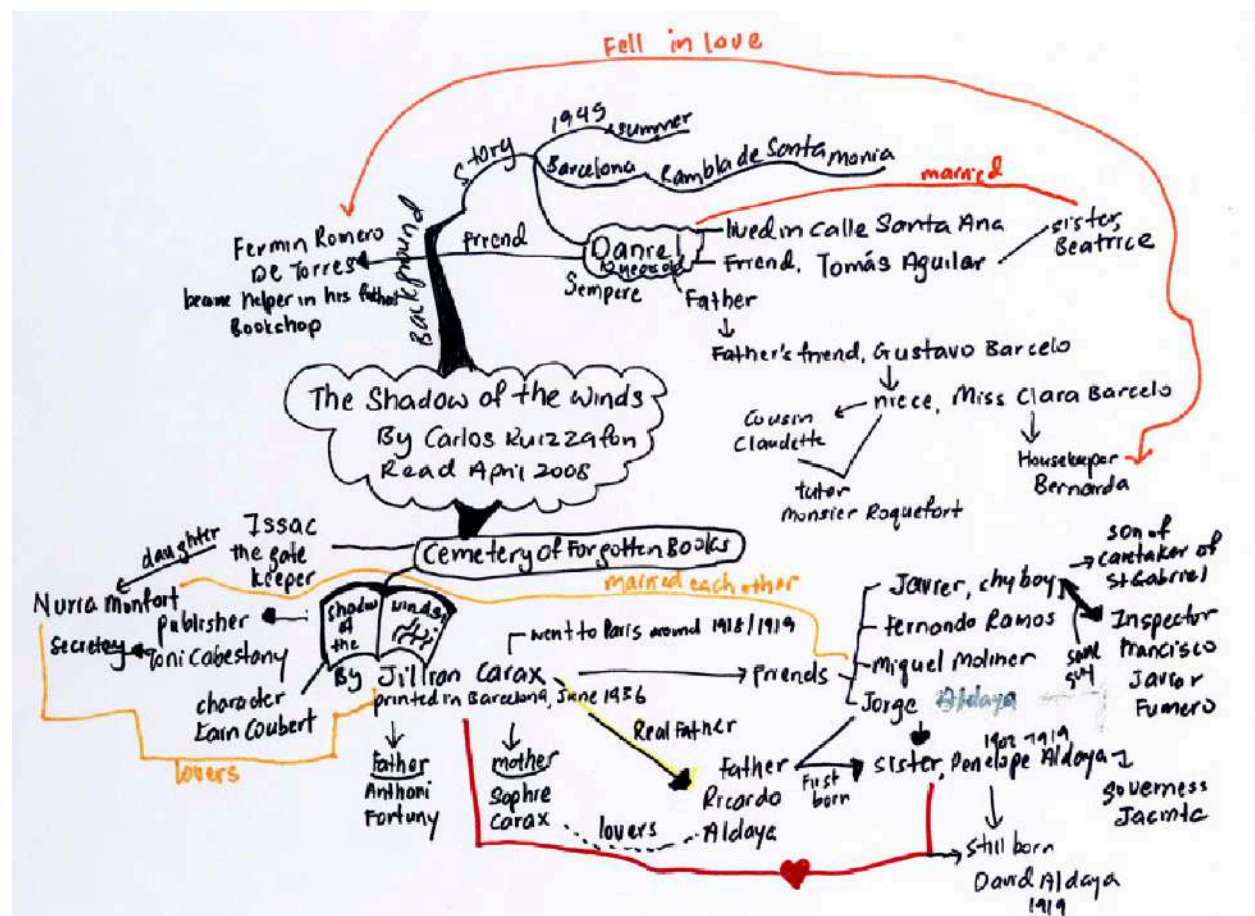 Fell in love
1945 summer
Story
Barcelona Rambla de Santa monia
married
Background
Fermin Romero
De Torres
became helper in his father
Bookshop
Friend
Daniel
12 years old
Sempere
lived in calle Santa Ana
Friend, Tomás Aguilar
sister,
Beatrice
Father
Father's friend, Gustavo Barcelo
niece, Miss Clara Barcelo
Cousin
Claudette
tutor
Monsier Roquefort
Housekeeper
Bernarda
The Shadow of the Winds
By Carlos Ruizzafon
Read April 2008
Cemetery of Forgotten Books
Issac
the gate
keeper
daughter
Nuria Monfort
publisher
Toni Cabestany
Secretary
shadow
of
the
winds
By Jillian Carax
printed in Barcelona, June 1936
character
Lain Coubert
married each other
went to Paris around 1918/1919
Friends
Javier, chyboy
Fernando Ramos
Miquel Moliner
Jorge Aldaya
son of
caretaker of
St Gabriel
same
guy
Inspector
Francisco
Javier
Fumero
lovers
Father
Anthoni
Fortuny
mother
Sophie
Carax
lovers
Real Father
Father
Ricardo
Aldaya
First
born
1902-1919
sister, Penelope Aldaya
Governess
Jacinta
still born
David Aldaya
1919